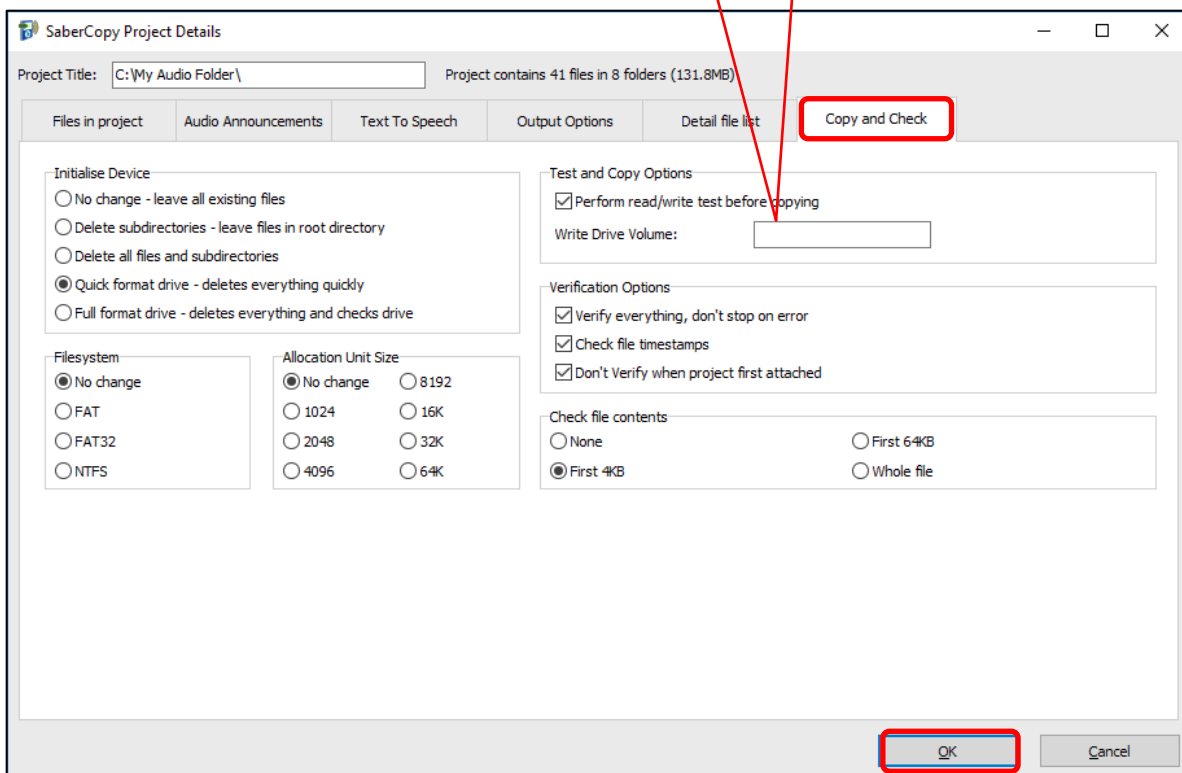 SaberCopy Project Details
Project Title: C:\My Audio Folder\ Project contains 41 files in 8 folders (131.8MB)
Files in project Audio Announcements Text To Speech Output Options Detail file list Copy and Check
Initialise Device
No change - leave all existing files
Delete subdirectories - leave files in root directory
Delete all files and subdirectories
Quick format drive - deletes everything quickly
Full format drive - deletes everything and checks drive
Filesystem
No change
FAT
FAT32
NTFS
Allocation Unit Size
No change 8192
1024 16K
2048 32K
4096 64K
Test and Copy Options
Perform read/write test before copying
Write Drive Volume:
Verification Options
Verify everything, don't stop on error
Check file timestamps
Don't Verify when project first attached
Check file contents
None First 64KB
First 4KB Whole file
OK Cancel